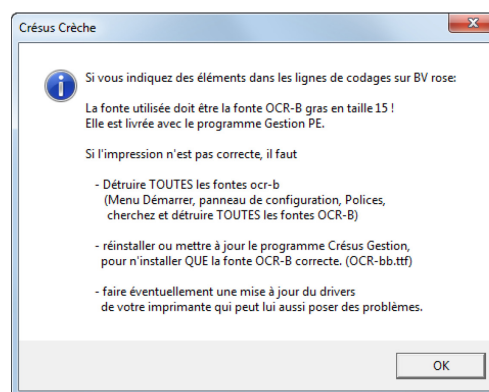 Crésus Crèche
Si vous indiquez des éléments dans les lignes de codages sur BV rose:
La fonte utilisée doit être la fonte OCR-B gras en taille 15 !
Elle est livrée avec le programme Gestion PE.
Si l'impression n'est pas correcte, il faut
- Détruire TOUTES les fontes ocr-b
(Menu Démarrer, panneau de configuration, Polices,
cherchez et détruire TOUTES les fontes OCR-B)
- réinstaller ou mettre à jour le programme Crésus Gestion,
pour n'installer QUE la fonte OCR-B correcte. (OCR-bb.ttf)
- faire éventuellement une mise à jour du drivers
de votre imprimante qui peut lui aussi poser des problèmes.
OK